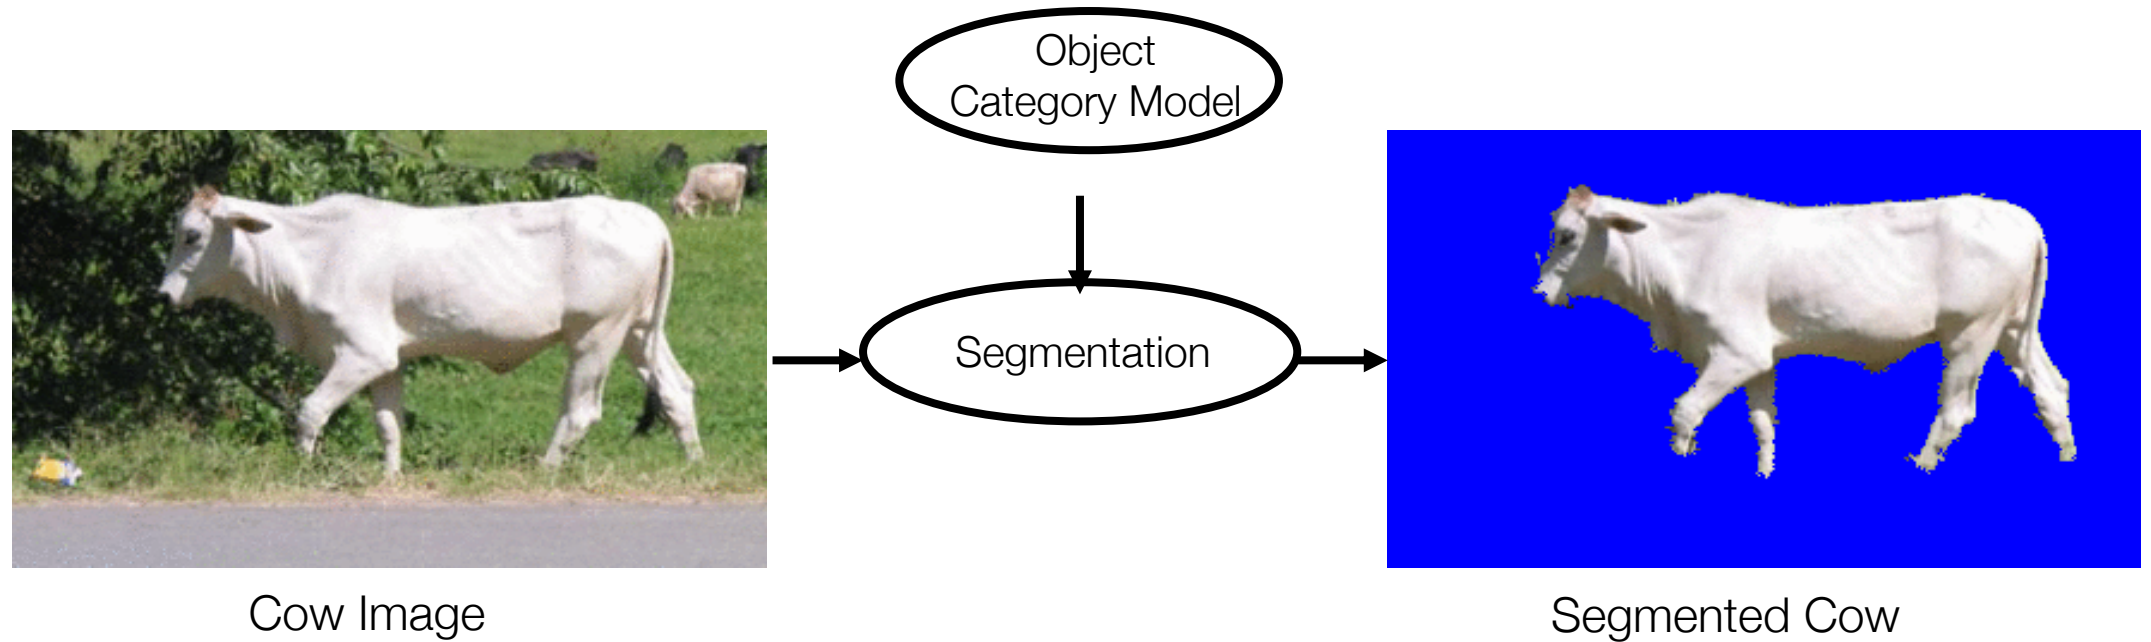 Object
Category Model
Segmentation
Cow Image
Segmented Cow